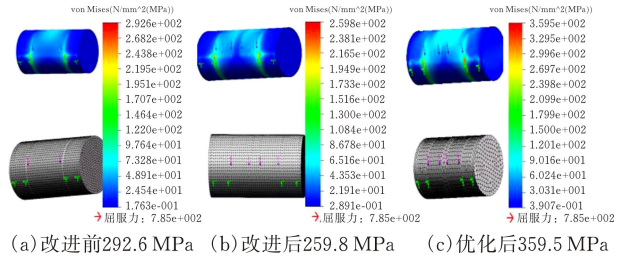 von Mises(N/mm^2(MPa))
2.926e+002
2.682e+002
2.438e+002
2.195e+002
1.951e+002
1.707e+002
1.464e+002
1.220e+002
9.764e+001
7.328e+001
4.891e+001
2.454e+001
1.763e-001
屈服力：7.85e+002
(a)改进前292.6 MPa
von Mises(N/mm^2(MPa))
2.598e+002
2.381e+002
2.165e+002
1.949e+002
1.733e+002
1.516e+002
1.300e+002
1.084e+002
8.678e+001
6.516e+001
4.353e+001
2.191e+001
2.891e-001
屈服力：7.85e+002
(b)改进后259.8 MPa
von Mises(N/mm^2(MPa))
3.595e+002
3.296e+002
2.996e+002
2.697e+002
2.398e+002
2.099e+002
1.799e+002
1.500e+002
1.201e+002
9.016e+001
6.024e+001
3.031e+001
3.907e-001
屈服力：7.85e+002
(c)优化后359.5 MPa